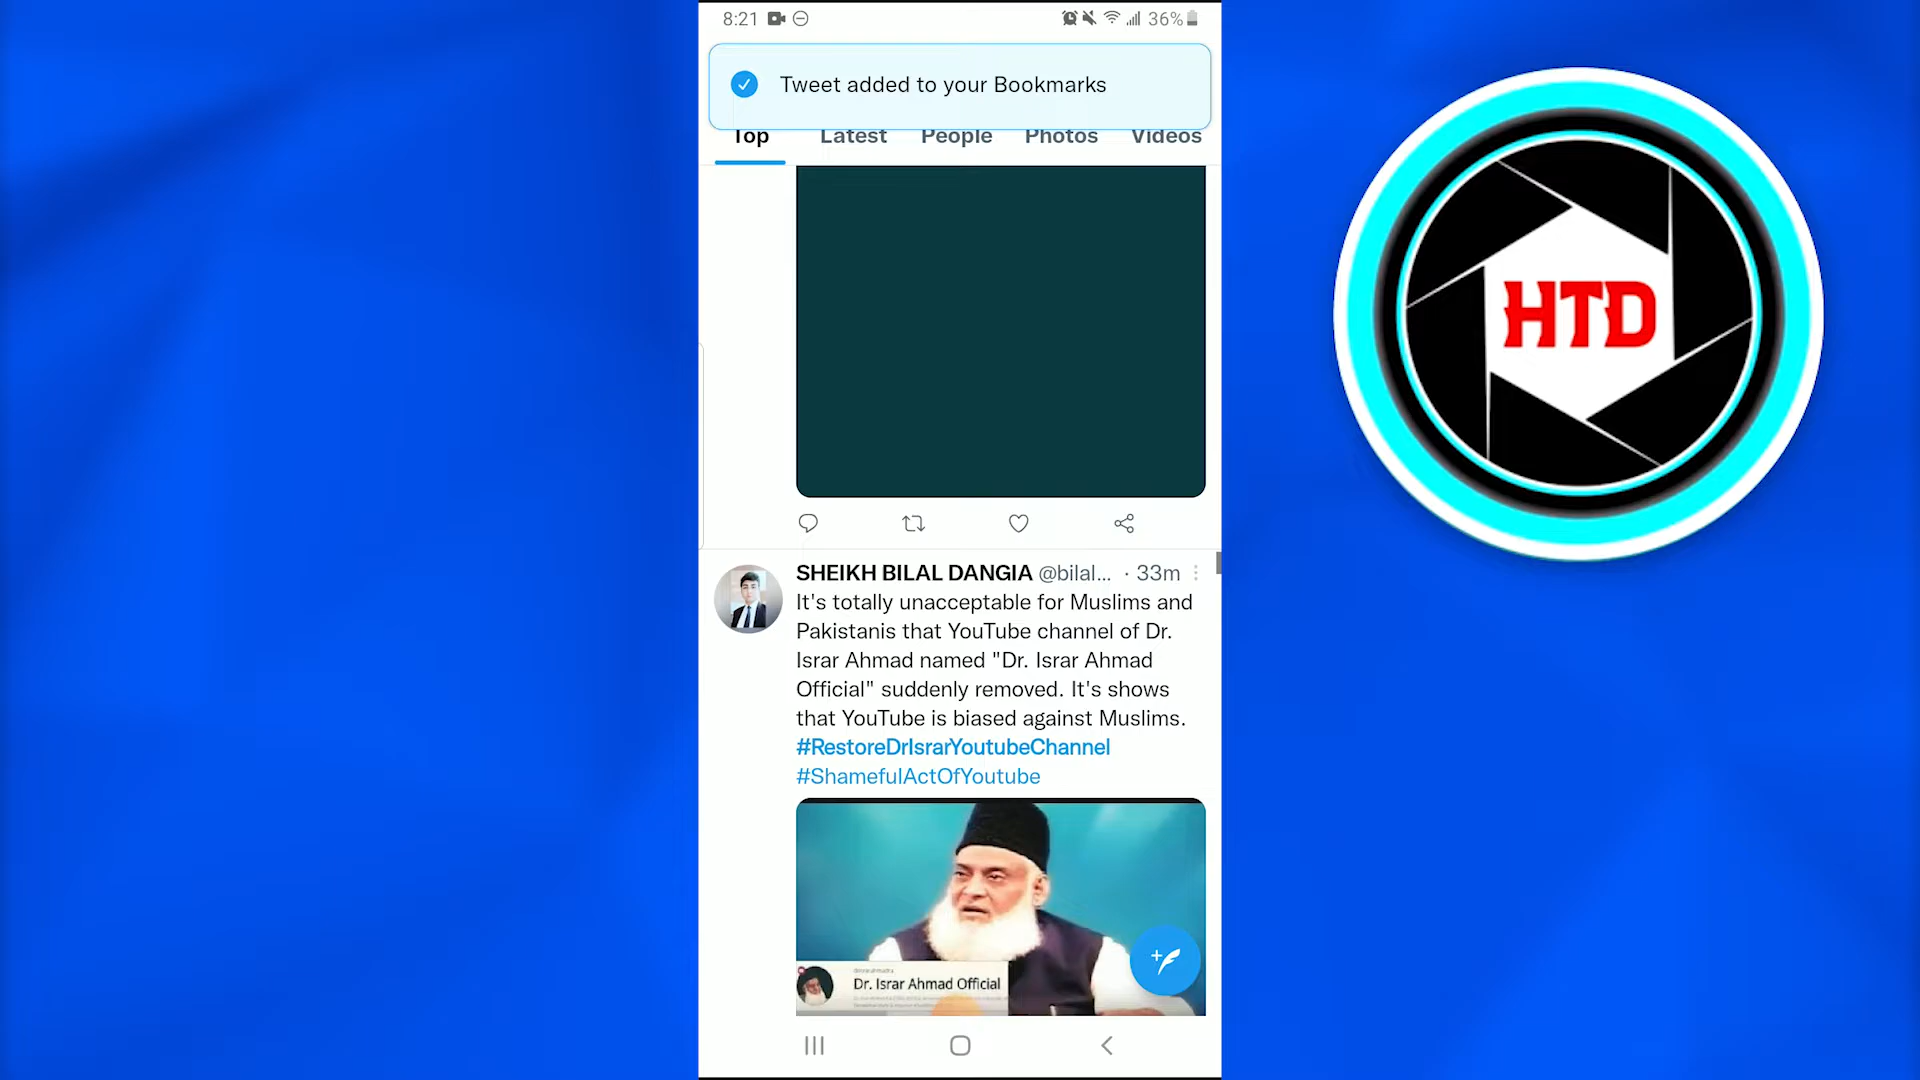 8:21
36%
Tweet added to your Bookmarks
Top Latest People Photos Videos
HTD
SHEIKH BILAL DANGIA @bilal... · 33m
It's totally unacceptable for Muslims and
Pakistanis that YouTube channel of Dr.
Israr Ahmad named "Dr. Israr Ahmad
Official" suddenly removed. It's shows
that YouTube is biased against Muslims.
#RestoreDrIsrarYoutubeChannel
#ShamefulActOfYoutube
Dr. Israr Ahmad Official